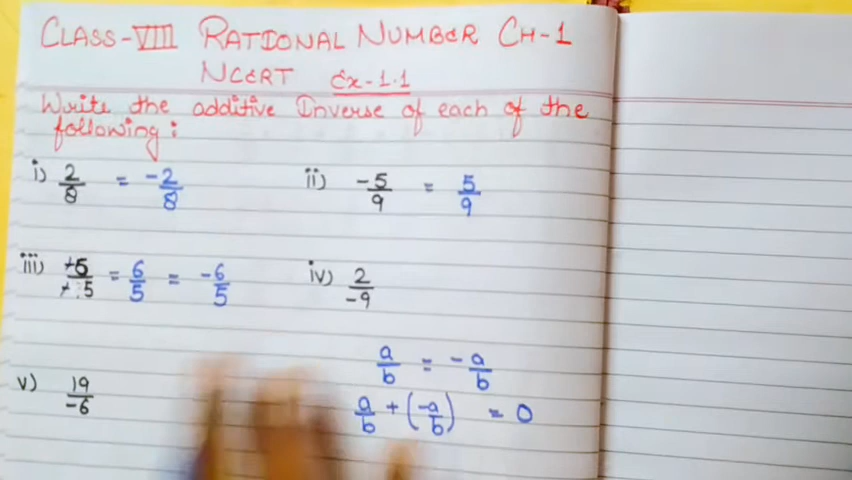 CLASS-VIII RATIONAL NUMBER CH-1
NCERT Ex-1.1
Write the additive Inverse of each of the
following:
i) 2/8 = -2/8 ii) -5/9 = 5/9
iii) +6/+5 = 6/5 = -6/5 iv) 2/-9
a/b = -a/b
v) 19/-6
a/b + (-a/b) = 0